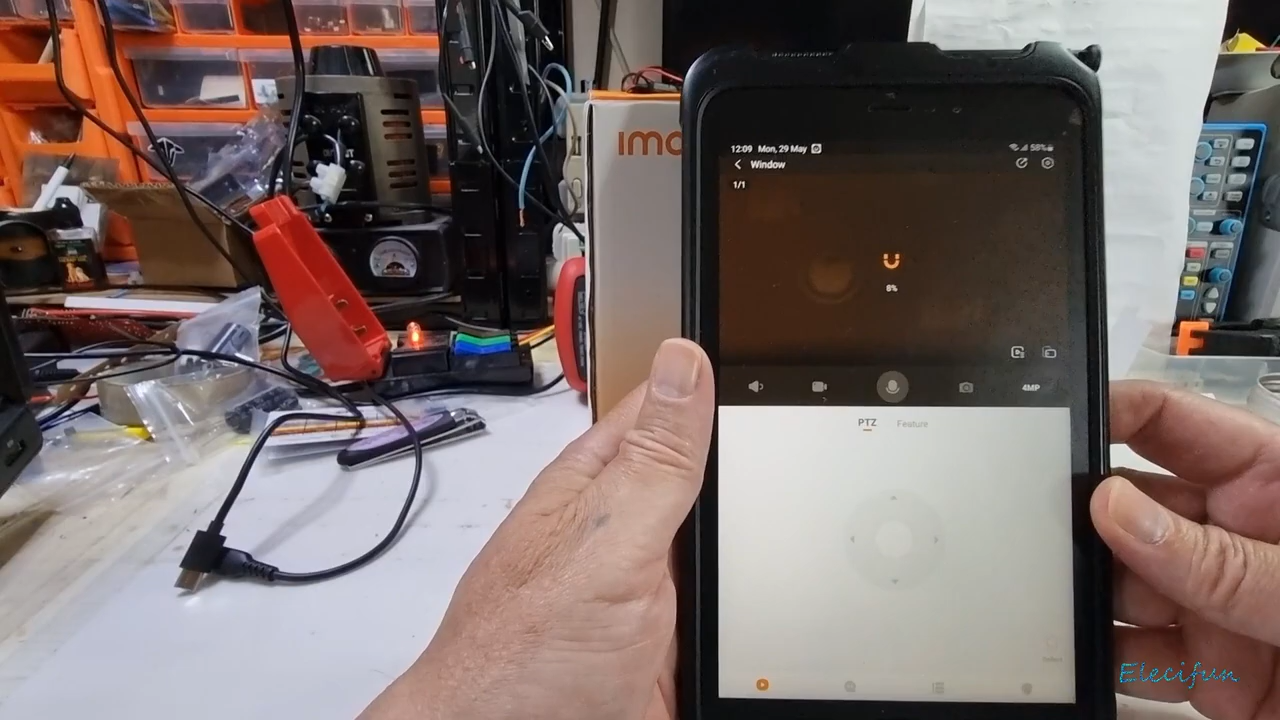 imo
12:09 Mon, 29 May
58%
Window
1/1
8%
4MP
PTZ
Feature
Elecifun